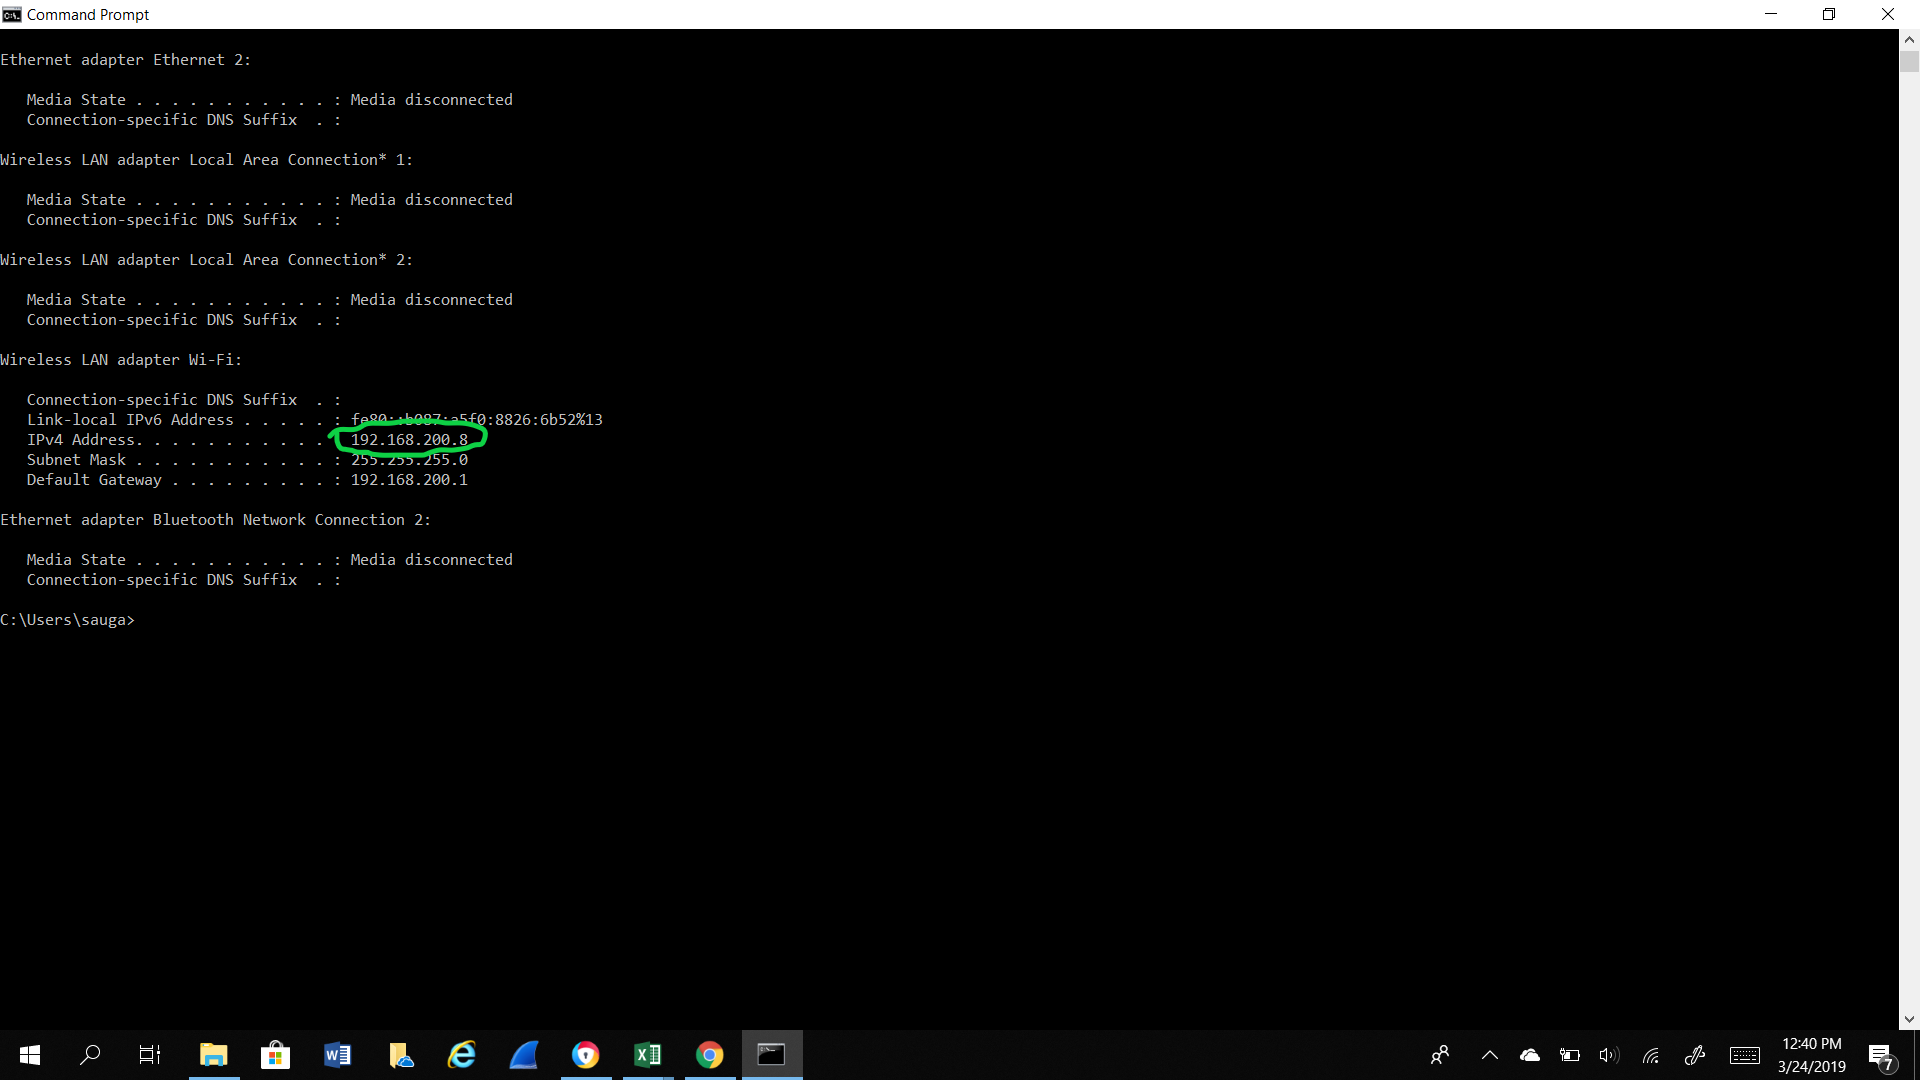 Command Prompt
Ethernet adapter Ethernet 2:
Media State . . . . . . . . . . . : Media disconnected
Connection-specific DNS Suffix  . :
Wireless LAN adapter Local Area Connection* 1:
Media State . . . . . . . . . . . : Media disconnected
Connection-specific DNS Suffix  . :
Wireless LAN adapter Local Area Connection* 2:
Media State . . . . . . . . . . . : Media disconnected
Connection-specific DNS Suffix  . :
Wireless LAN adapter Wi-Fi:
Connection-specific DNS Suffix  . :
Link-local IPv6 Address . . . . . : fe80::b087:a5f0:8826:6b52%13
IPv4 Address. . . . . . . . . . . : 192.168.200.8
Subnet Mask . . . . . . . . . . . : 255.255.255.0
Default Gateway . . . . . . . . . : 192.168.200.1
Ethernet adapter Bluetooth Network Connection 2:
Media State . . . . . . . . . . . : Media disconnected
Connection-specific DNS Suffix  . :
C:\Users\sauga>
12:40 PM
3/24/2019
7